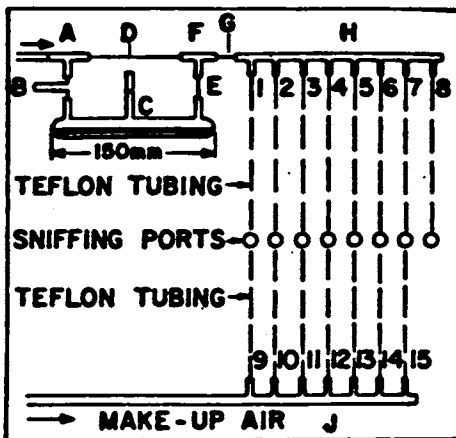 A D F G H
B E 1 2 3 4 5 6 7 8
C
150mm
TEFLON TUBING
SNIFFING PORTS
TEFLON TUBING
9 10 11 12 13 14 15
MAKE-UP AIR J